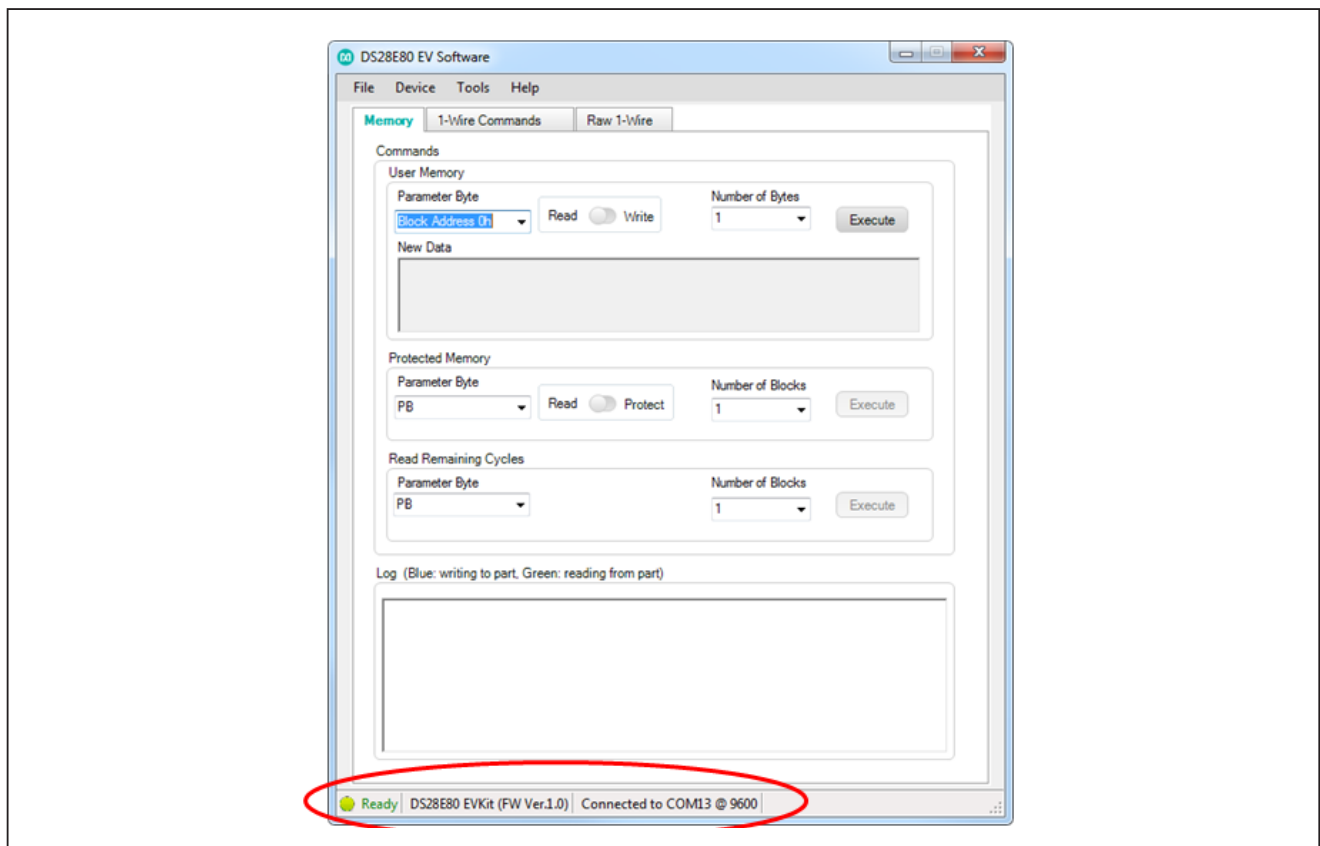 DS28E80 EV Software
File Device Tools Help
Memory 1-Wire Commands Raw 1-Wire
Commands
User Memory
Parameter Byte Number of Bytes
Block Address 0h Read Write 1 Execute
New Data
Protected Memory
Parameter Byte Number of Blocks
PB Read Protect 1 Execute
Read Remaining Cycles
Parameter Byte Number of Blocks
PB 1 Execute
Log (Blue: writing to part, Green: reading from part)
Ready DS28E80 EVKit (FW Ver.1.0) Connected to COM13 @ 9600